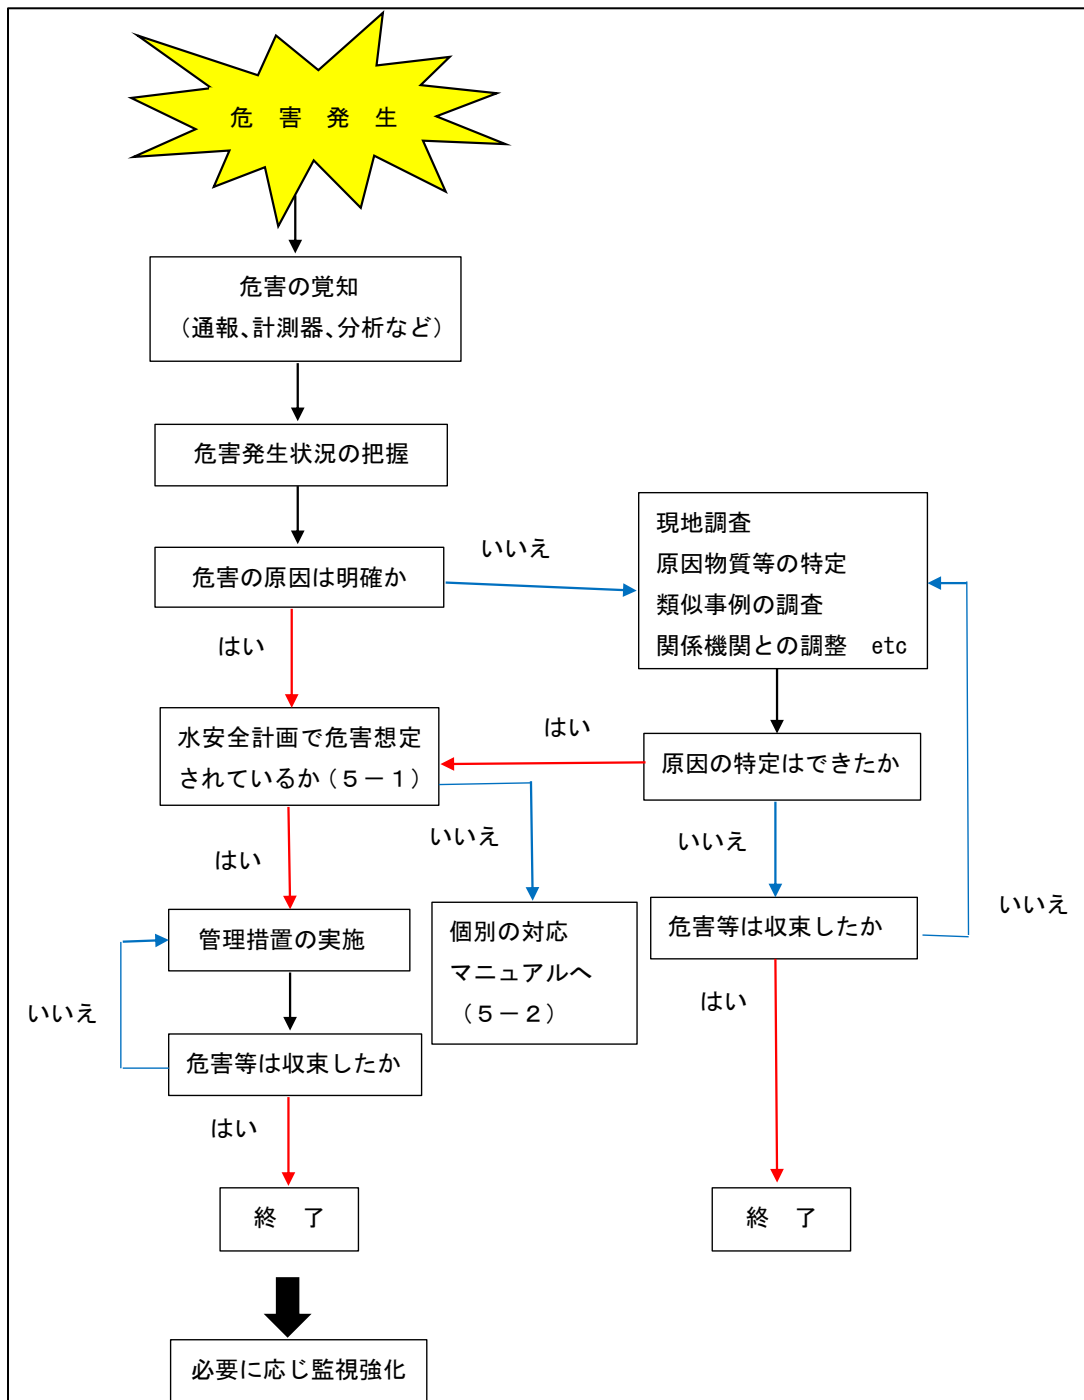 危 害 発 生
危害の覚知
（通報、計測器、分析など）
危害発生状況の把握
危害の原因は明確か
いいえ
現地調査
原因物質等の特定
類似事例の調査
関係機関との調整　etc
はい
水安全計画で危害想定
されているか（５－１）
はい
原因の特定はできたか
いいえ
はい
いいえ
管理措置の実施
個別の対応
マニュアルへ
（５－２）
危害等は収束したか
いいえ
いいえ
危害等は収束したか
はい
はい
終　了
終　了
必要に応じ監視強化